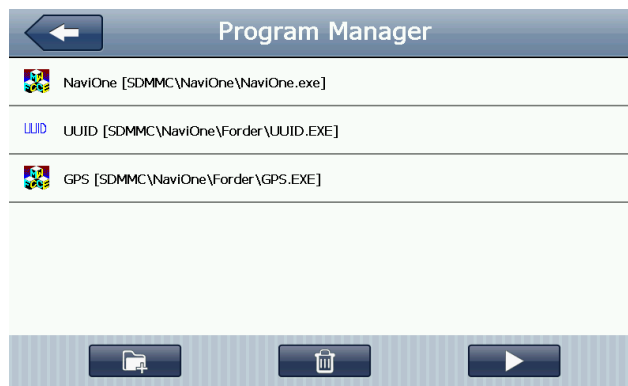 Program Manager
NaviOne [SDMMC\NaviOne\NaviOne.exe]
UUID UUID [SDMMC\NaviOne\Forder\UUID.EXE]
GPS [SDMMC\NaviOne\Forder\GPS.EXE]